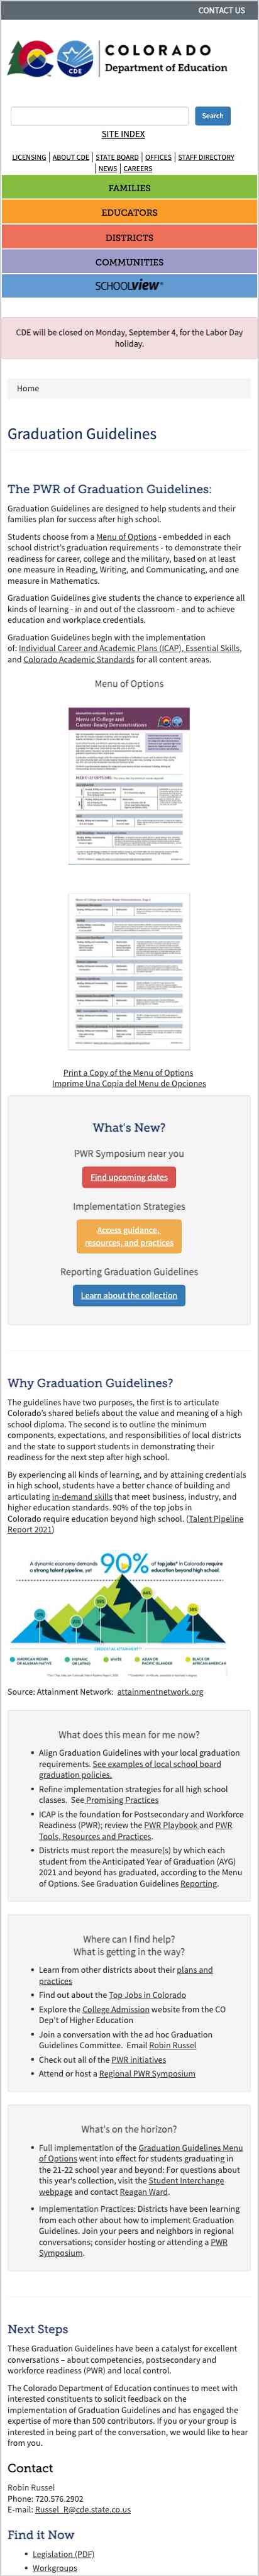 CONTACT US
COLORADO
CDE
Department of Education
Search
SITE INDEX
LICENSING | ABOUT CDE | STATE BOARD | OFFICES | STAFF DIRECTORY
| NEWS | CAREERS
FAMILIES
EDUCATORS
DISTRICTS
COMMUNITIES
SCHOOLVIEW
CDE will be closed on Monday, September 4, for the Labor Day
holiday.
Home
Graduation Guidelines
The PWR of Graduation Guidelines:
Graduation Guidelines are designed to help students and their
families plan for success after high school.
Students choose from a Menu of Options - embedded in each
school district's graduation requirements - to demonstrate their
readiness for career, college and the military, based on at least
one measure in Reading, Writing, and Communicating, and one
measure in Mathematics.
Graduation Guidelines give students the chance to experience all
kinds of learning - in and out of the classroom - and to achieve
education and workplace credentials.
Graduation Guidelines begin with the implementation
of: Individual Career and Academic Plans (ICAP), Essential Skills,
and Colorado Academic Standards for all content areas.
Menu of Options
Menu of College and
Career-Ready Demonstrations
Print a Copy of the Menu of Options
Imprime Una Copia del Menu de Opciones
What's New?
PWR Symposium near you
Find upcoming dates
Implementation Strategies
Access guidance,
resources, and practices
Reporting Graduation Guidelines
Learn about the collection
Why Graduation Guidelines?
The guidelines have two purposes, the first is to articulate
Colorado's shared beliefs about the value and meaning of a high
school diploma. The second is to outline the minimum
components, expectations, and responsibilities of local districts
and the state to support students in demonstrating their
readiness for the next step after high school.
By experiencing all kinds of learning, and by attaining credentials
in high school, students have a better chance of building and
articulating in-demand skills that meet business, industry, and
higher education standards. 90% of the top jobs in
Colorado require education beyond high school. (Talent Pipeline
Report 2021)
A dynamic economy demands
a strong talent pipeline, yet
90% of top jobs* in Colorado require
education beyond high school.
CREDENTIAL ATTAINMENT**
AMERICAN INDIAN
OR ALASKAN NATIVE
HISPANIC
OR LATINO
WHITE
ASIAN OR
PACIFIC ISLANDER
BLACK OR
AFRICAN-AMERICAN
Source: Attainment Network: attainmentnetwork.org
What does this mean for me now?
• Align Graduation Guidelines with your local graduation
requirements. See examples of local school board
graduation policies.
• Refine implementation strategies for all high school
classes. See Promising Practices
• ICAP is the foundation for Postsecondary and Workforce
Readiness (PWR); review the PWR Playbook and PWR
Tools, Resources and Practices.
• Districts must report the measure(s) by which each
student from the Anticipated Year of Graduation (AYG)
2021 and beyond has graduated, according to the Menu
of Options. See Graduation Guidelines Reporting.
Where can I find help?
What is getting in the way?
• Learn from other districts about their plans and
practices
• Find out about the Top Jobs in Colorado
• Explore the College Admission website from the CO
Dep't of Higher Education
• Join a conversation with the ad hoc Graduation
Guidelines Committee. Email Robin Russel
• Check out all of the PWR initiatives
• Attend or host a Regional PWR Symposium
What's on the horizon?
• Full implementation of the Graduation Guidelines Menu
of Options went into effect for students graduating in
the 21-22 school year and beyond: For questions about
this year's collection, visit the Student Interchange
webpage and contact Reagan Ward.
• Implementation Practices: Districts have been learning
from each other about how to implement Graduation
Guidelines. Join your peers and neighbors in regional
conversations; consider hosting or attending a PWR
Symposium.
Next Steps
These Graduation Guidelines have been a catalyst for excellent
conversations – about competencies, postsecondary and
workforce readiness (PWR) and local control.
The Colorado Department of Education continues to meet with
interested constituents to solicit feedback on the
implementation of Graduation Guidelines and has engaged the
expertise of more than 500 contributors. If you or your group is
interested in being part of the conversation, we would like to hear
from you.
Contact
Robin Russel
Phone: 720.576.2902
E-mail: Russel_R@cde.state.co.us
Find it Now
• Legislation (PDF)
• Workgroups